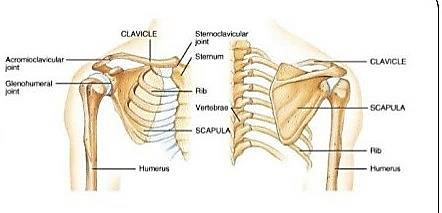 CLAVICLE
Sternoclavicular
joint
Acromioclavicular
joint
Sternum
Glenohumeral
joint
Rib
Vertebrae
SCAPULA
Humerus
CLAVICLE
SCAPULA
Rib
Humerus